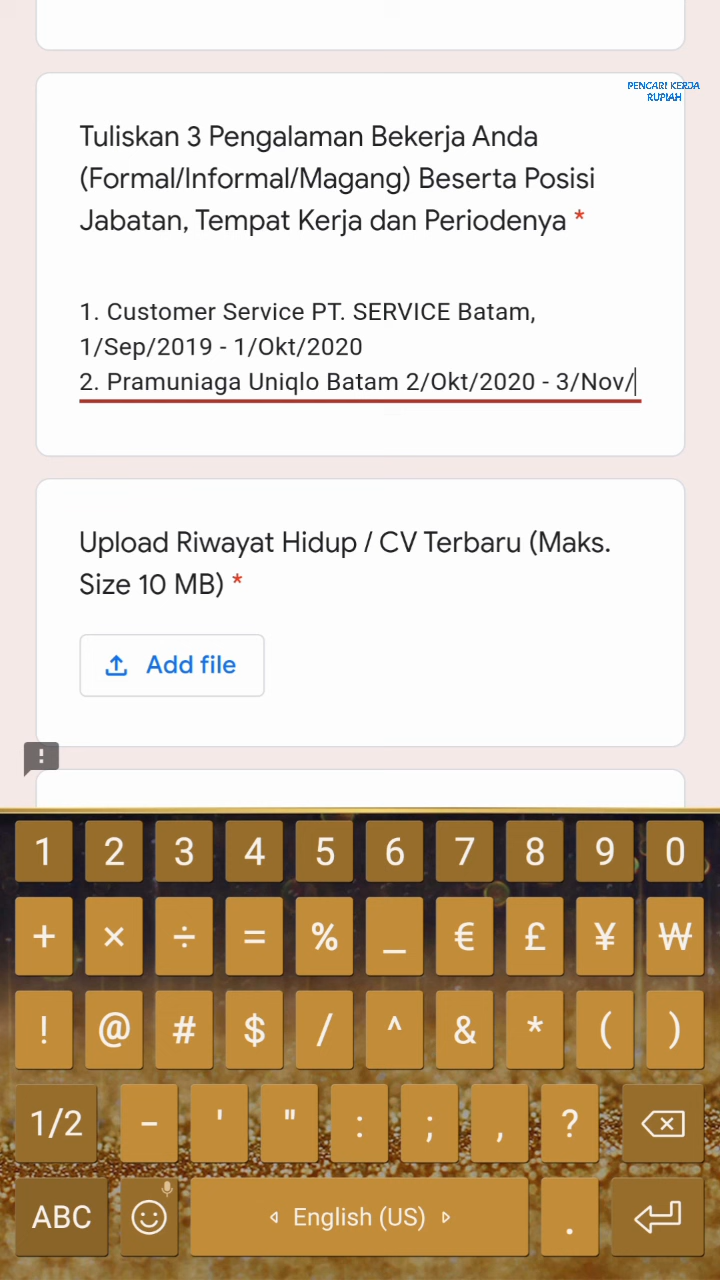 PENCARI KERJA
RUPIAH
Tuliskan 3 Pengalaman Bekerja Anda
(Formal/Informal/Magang) Beserta Posisi
Jabatan, Tempat Kerja dan Periodenya *
1. Customer Service PT. SERVICE Batam,
1/Sep/2019 - 1/Okt/2020
2. Pramuniaga Uniqlo Batam 2/Okt/2020 - 3/Nov/
Upload Riwayat Hidup / CV Terbaru (Maks.
Size 10 MB) *
Add file
!
1 2 3 4 5 6 7 8 9 0
+ × ÷ = % _ € £ ¥ ₩
! @ # $ / ^ & * ( )
1/2 - ' " : ; , ?
ABC English (US) .